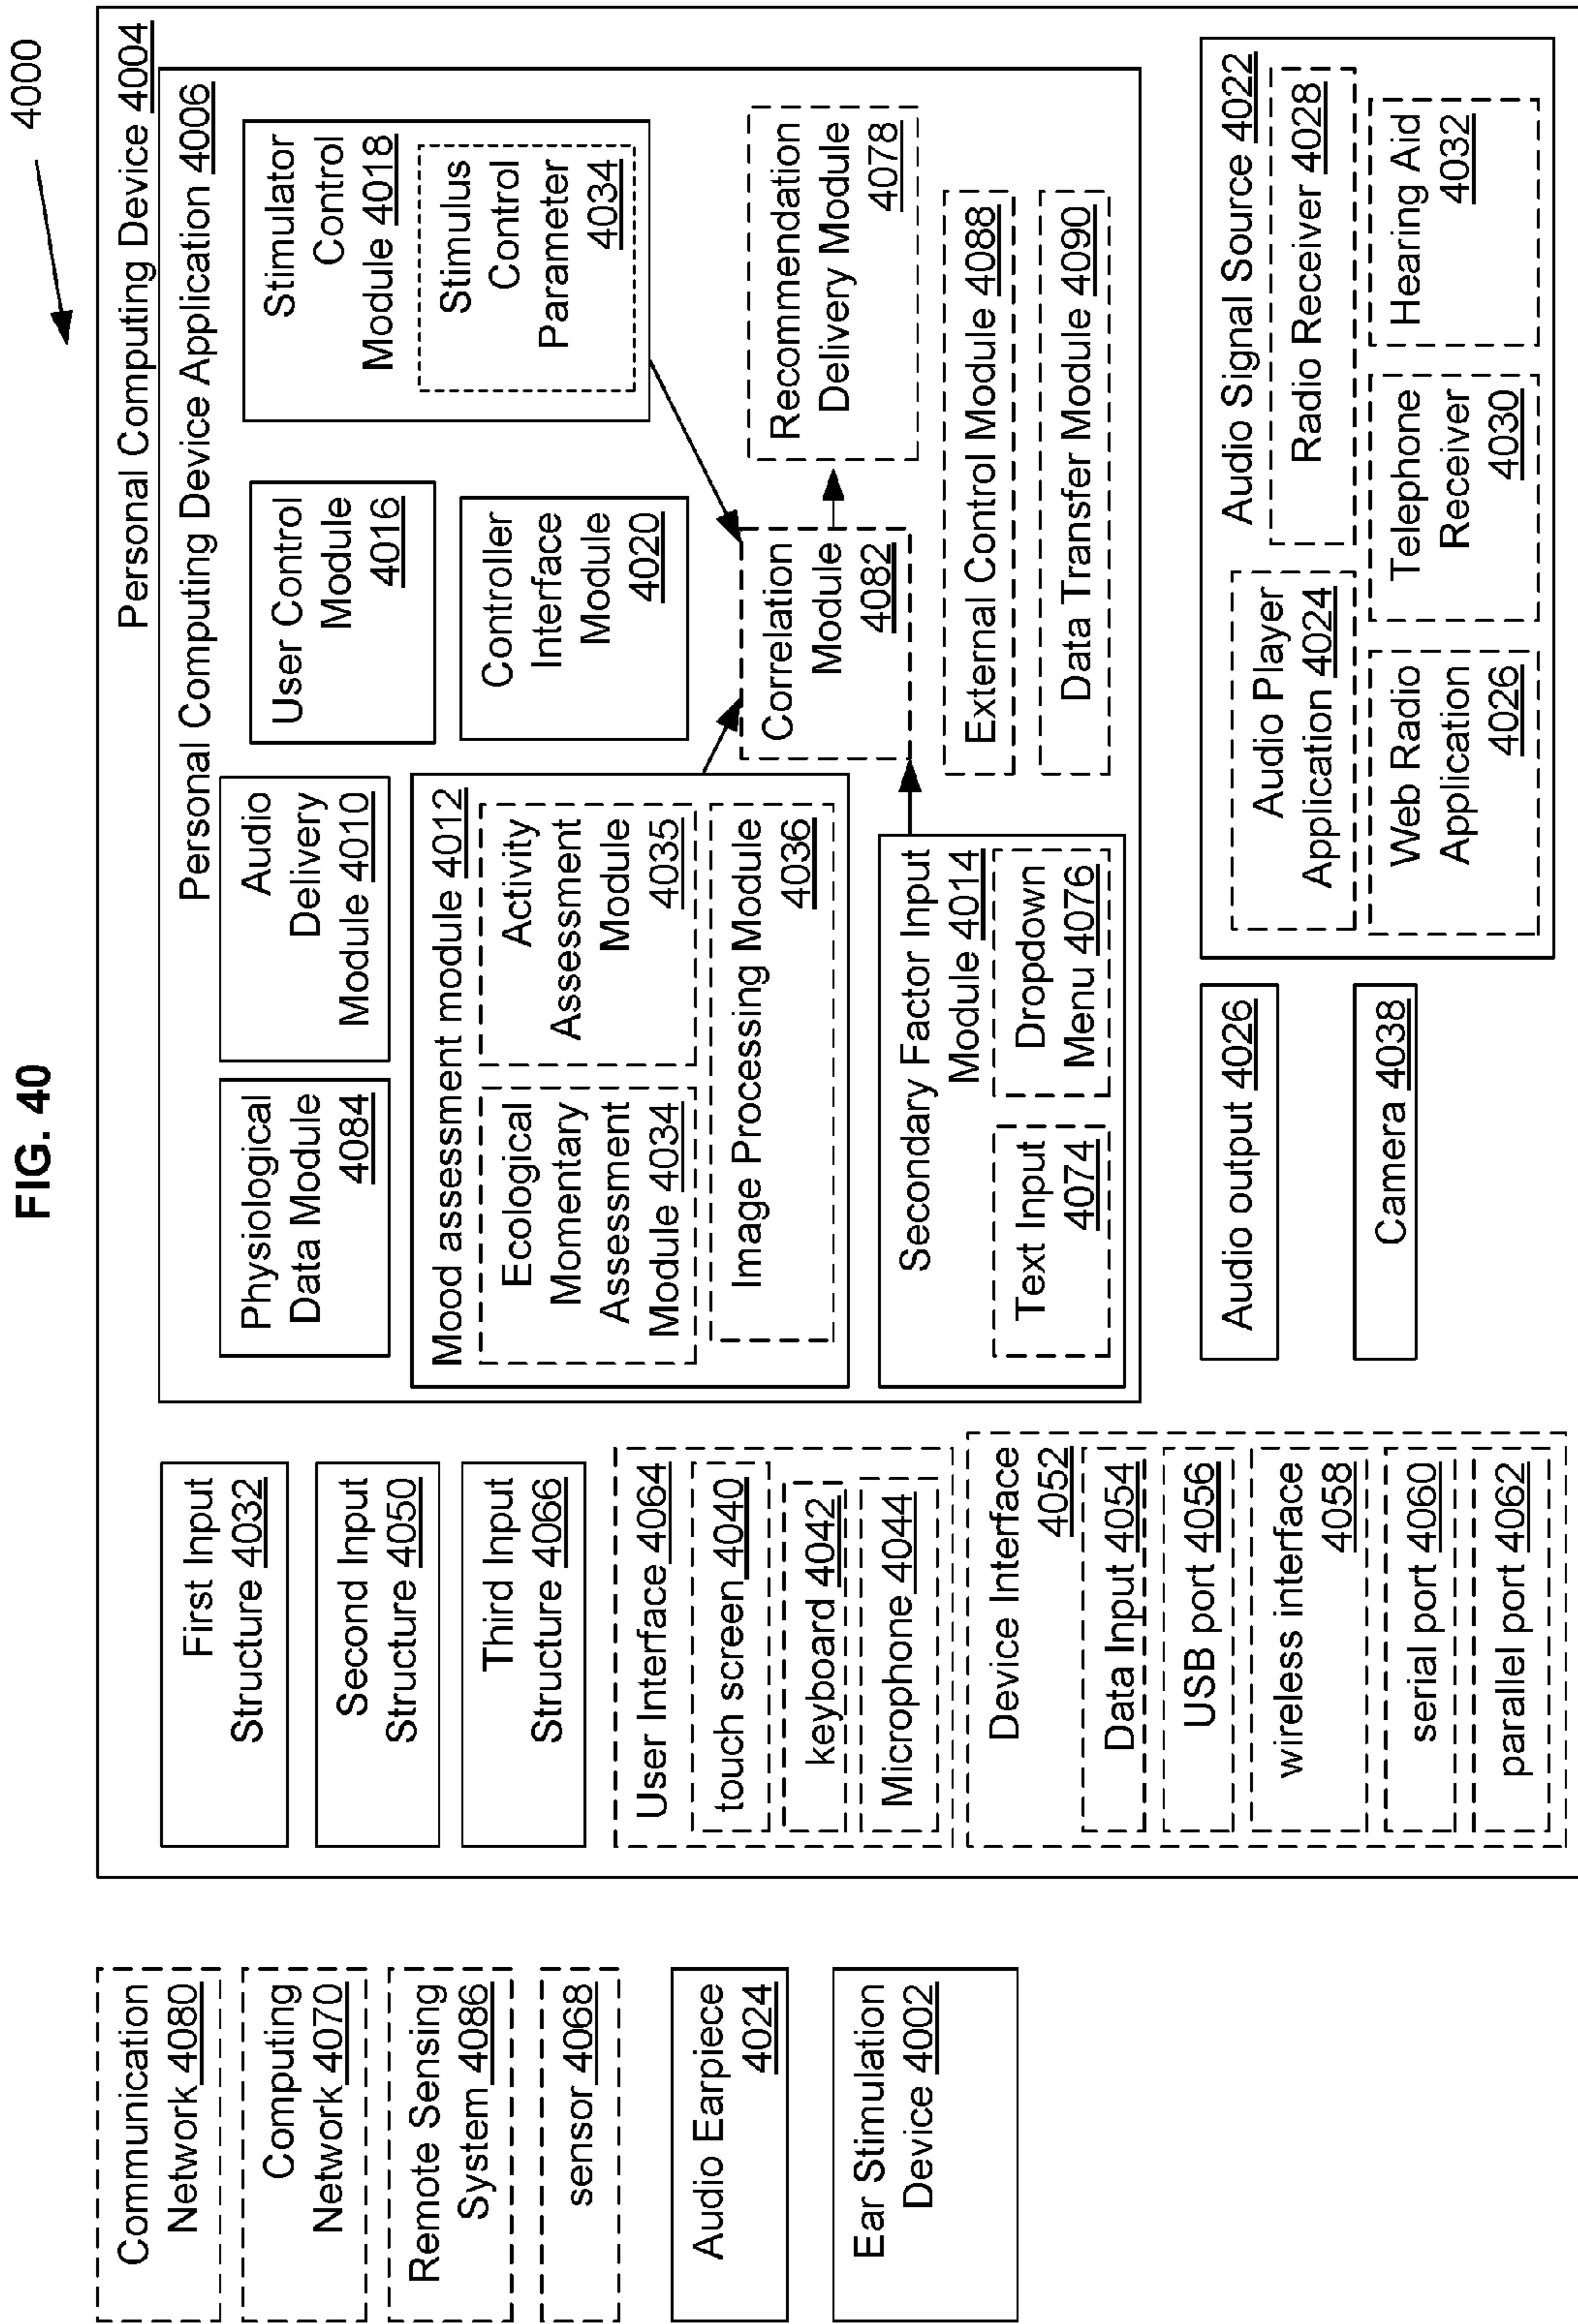 FIG. 40
4000
Communication
Network 4080
Computing
Network 4070
Remote Sensing
System 4086
sensor 4068
Audio Earpiece
4024
Ear Stimulation
Device 4002
Personal Computing Device 4004
First Input
Structure 4032
Second Input
Structure 4050
Third Input
Structure 4066
User Interface 4064
touch screen 4040
keyboard 4042
Microphone 4044
Device Interface
4052
Data Input 4054
USB port 4056
wireless interface
4058
serial port 4060
parallel port 4062
Personal Computing Device Application 4006
Physiological
Data Module
4084
Audio
Delivery
Module 4010
User Control
Module
4016
Stimulator
Control
Module 4018
Stimulus
Control
Parameter
4034
Mood assessment module 4012
Ecological
Momentary
Assessment
Module 4034
Activity
Assessment
Module
4035
Image Processing Module
4036
Controller
Interface
Module
4020
Correlation
Module
4082
Recommendation
Delivery Module
4078
Secondary Factor Input
Module 4014
Text Input
4074
Dropdown
Menu 4076
External Control Module 4088
Data Transfer Module 4090
Audio output 4026
Camera 4038
Audio Signal Source 4022
Audio Player
Application 4024
Radio Receiver 4028
Web Radio
Application
4026
Telephone
Receiver
4030
Hearing Aid
4032